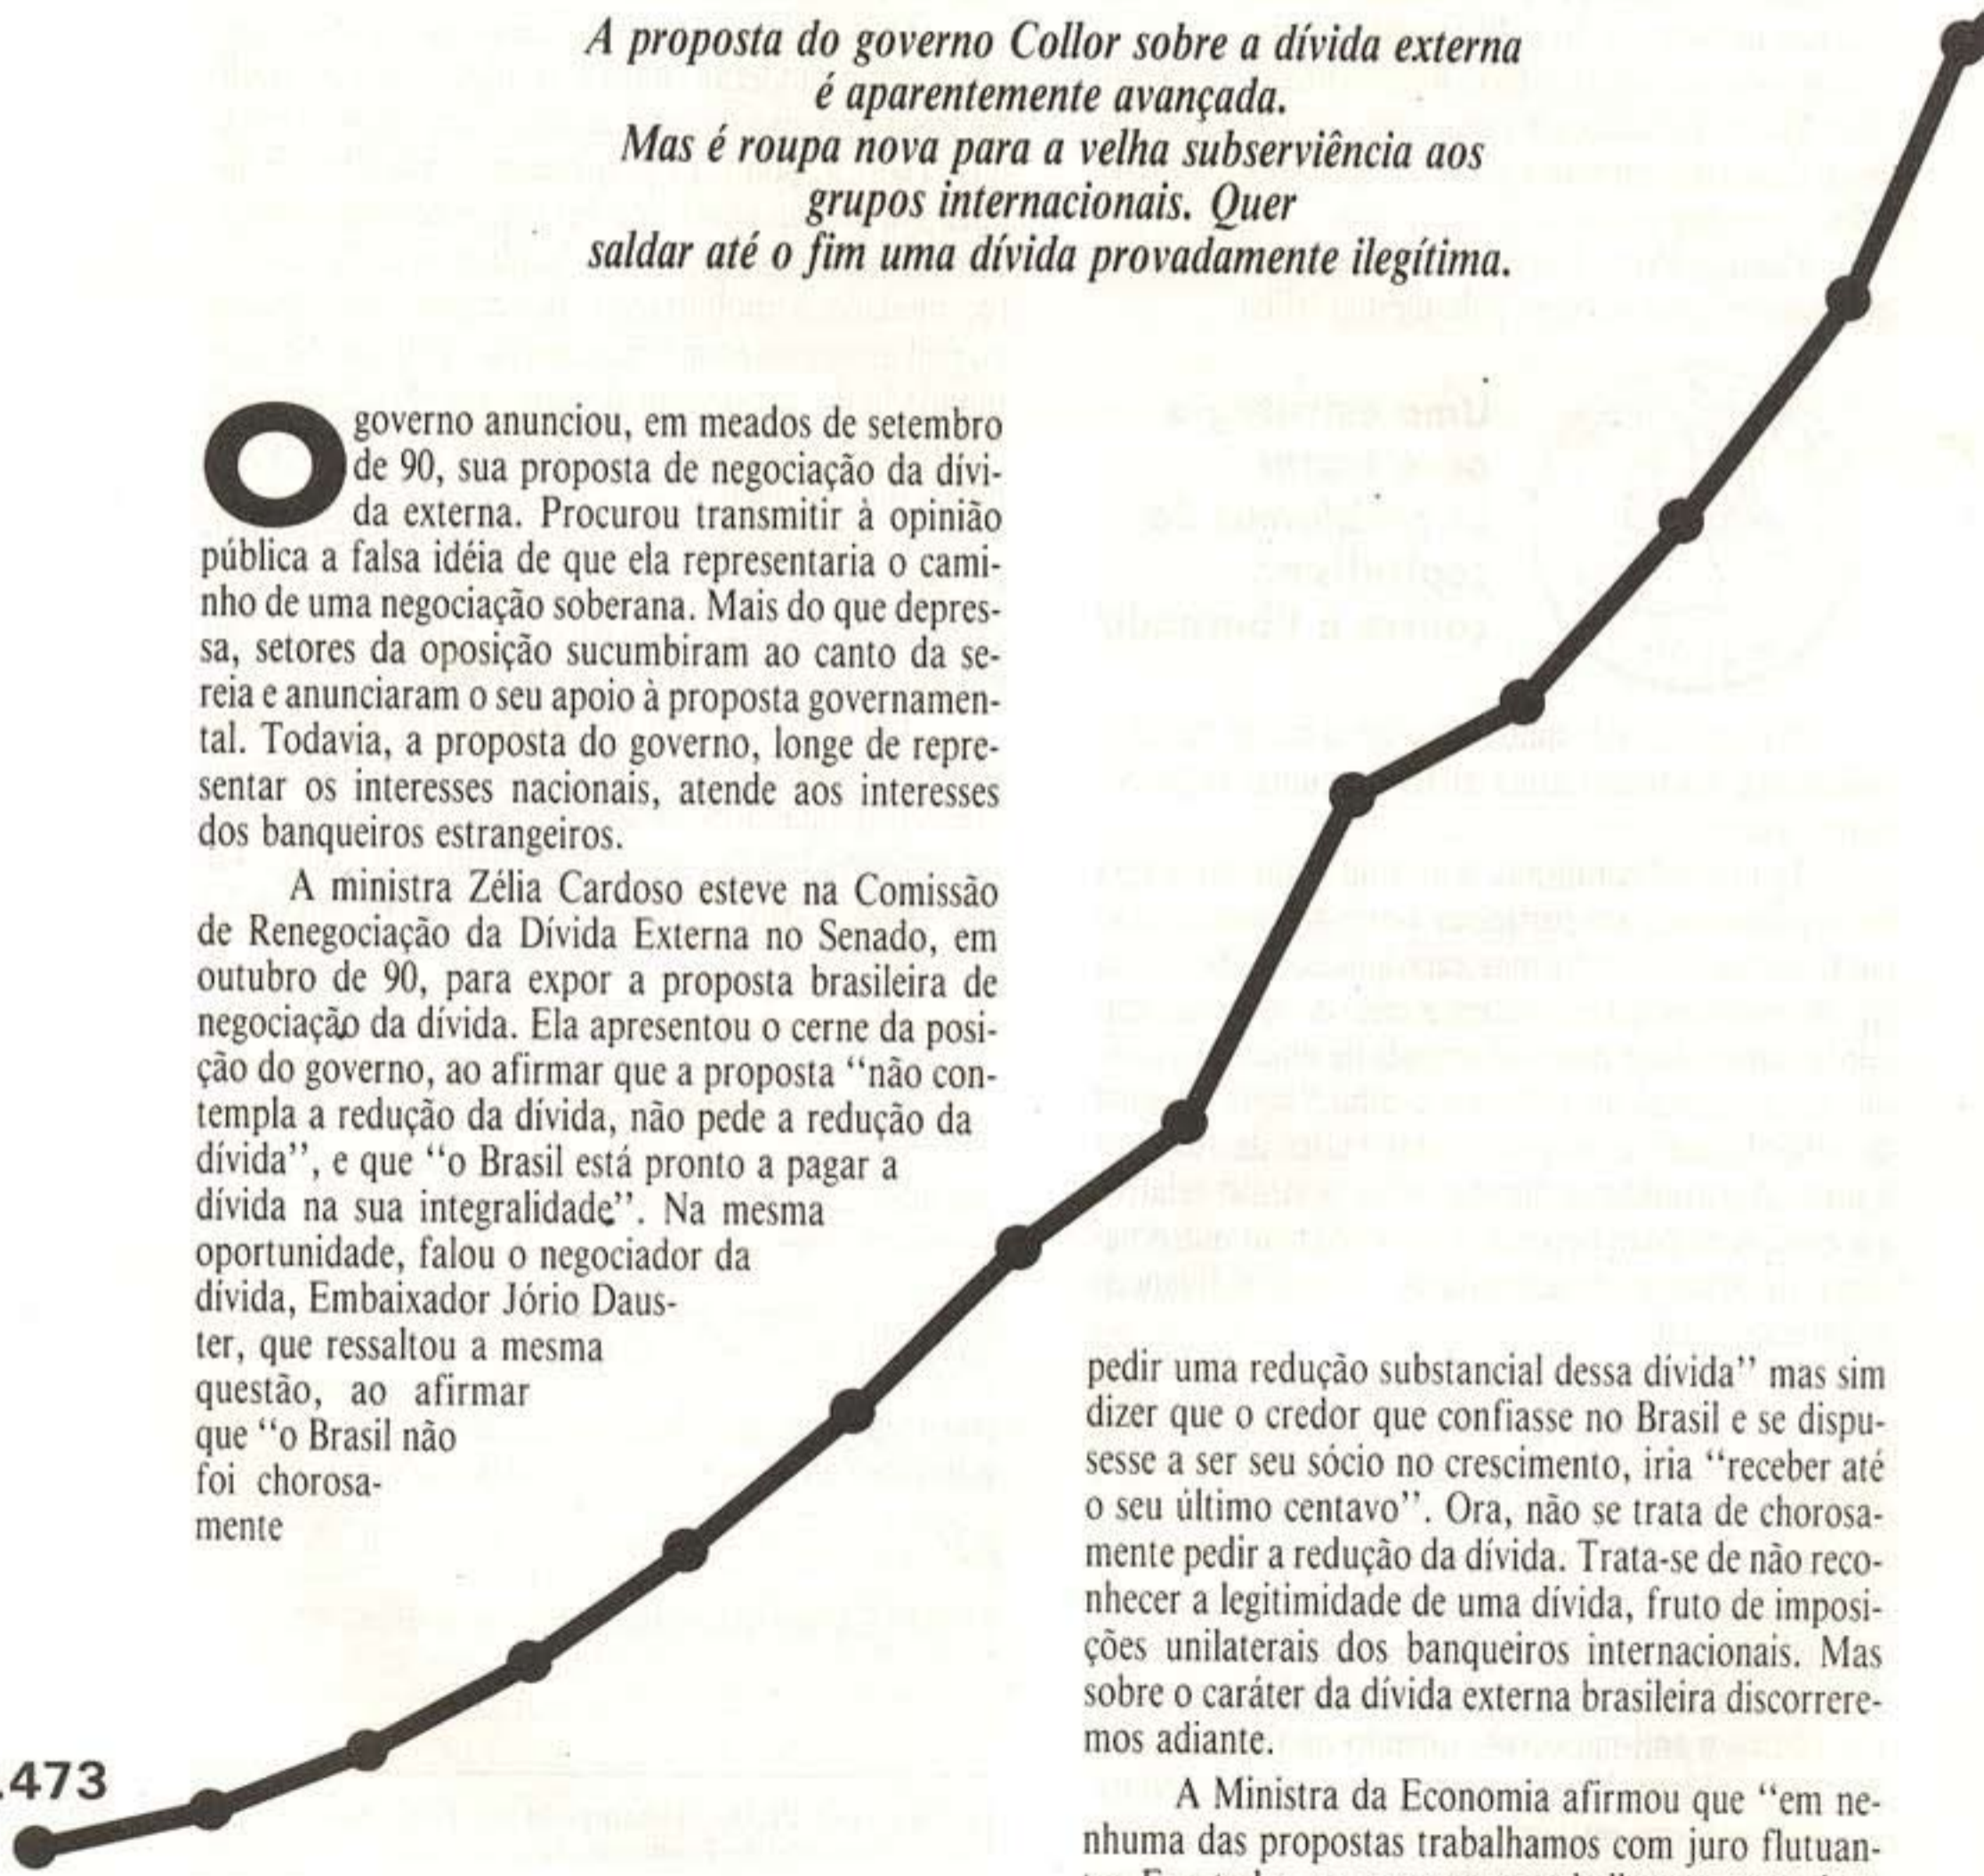 A proposta do governo Collor sobre a dívida externa
é aparentemente avançada.
Mas é roupa nova para a velha subserviência aos
grupos internacionais. Quer
saldar até o fim uma dívida provadamente ilegítima.
O governo anunciou, em meados de setembro
de 90, sua proposta de negociação da dívi-
da externa. Procurou transmitir à opinião
pública a falsa idéia de que ela representaria o cami-
nho de uma negociação soberana. Mais do que depres-
sa, setores da oposição sucumbiram ao canto da se-
reia e anunciaram o seu apoio à proposta governamen-
tal. Todavia, a proposta do governo, longe de repre-
sentar os interesses nacionais, atende aos interesses
dos banqueiros estrangeiros.
A ministra Zélia Cardoso esteve na Comissão
de Renegociação da Dívida Externa no Senado, em
outubro de 90, para expor a proposta brasileira de
negociação da dívida. Ela apresentou o cerne da posi-
ção do governo, ao afirmar que a proposta “não con-
templa a redução da dívida, não pede a redução da
dívida”, e que “o Brasil está pronto a pagar a
dívida na sua integralidade”. Na mesma
oportunidade, falou o negociador da
dívida, Embaixador Jório Daus-
ter, que ressaltou a mesma
questão, ao afirmar
que “o Brasil não
foi chorosa-
mente
.473
pedir uma redução substancial dessa dívida” mas sim
dizer que o credor que confiasse no Brasil e se dispu-
sesse a ser seu sócio no crescimento, iria “receber até
o seu último centavo”. Ora, não se trata de chorosa-
mente pedir a redução da dívida. Trata-se de não reco-
nhecer a legitimidade de uma dívida, fruto de imposi-
ções unilaterais dos banqueiros internacionais. Mas
sobre o caráter da dívida externa brasileira discorrere-
mos adiante.
A Ministra da Economia afirmou que “em ne-
nhuma das propostas trabalhamos com juro flutuan-